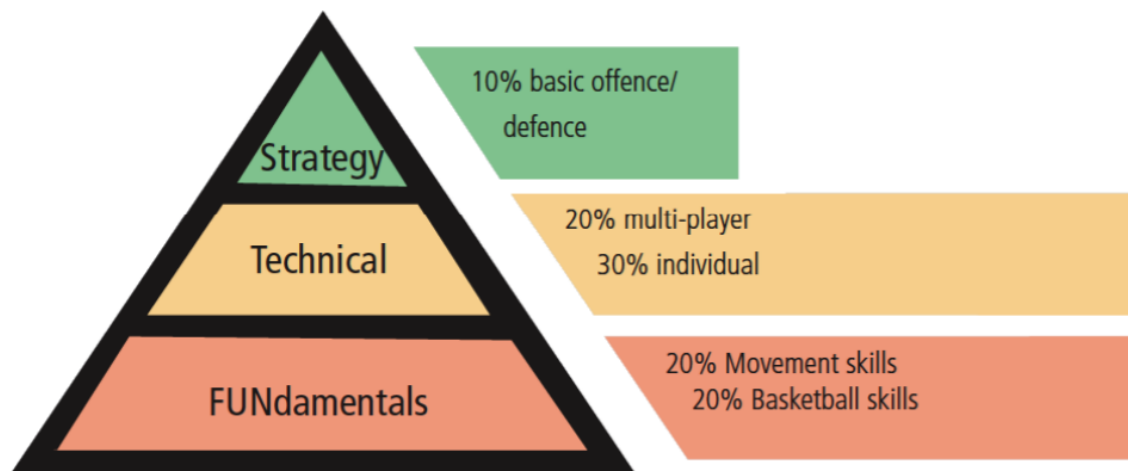 10% basic offence/
defence
Strategy
20% multi-player
30% individual
Technical
20% Movement skills
20% Basketball skills
FUNdamentals